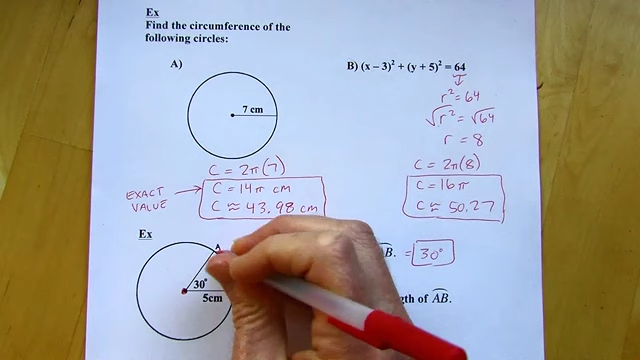 Ex
Find the circumference of the
following circles:
A)
7 cm
C = 2π(7)
C = 14π cm
C ≈ 43.98 cm
EXACT
VALUE
B) (x – 3)² + (y + 5)² = 64
r² = 64
√r² = √64
r = 8
C = 2π(8)
C = 16π
C ≈ 50.27
Ex
A
30°
5cm
B. = 30°
of AB.